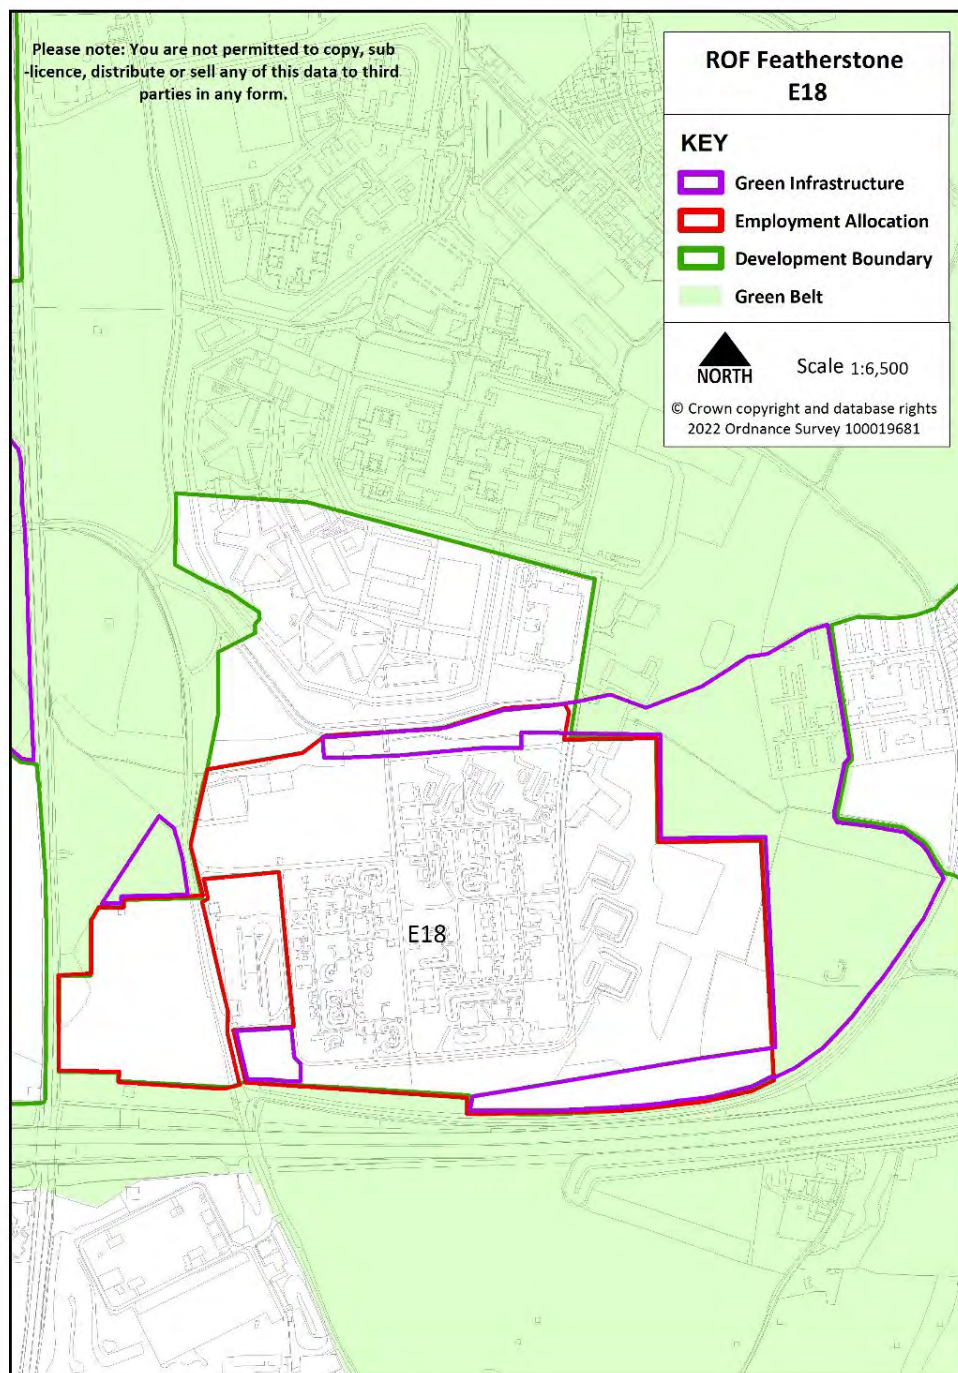 Please note: You are not permitted to copy, sub
-licence, distribute or sell any of this data to third
parties in any form.
ROF Featherstone
E18
KEY
Green Infrastructure
Employment Allocation
Development Boundary
Green Belt
NORTH
Scale 1:6,500
© Crown copyright and database rights
2022 Ordnance Survey 100019681
E18